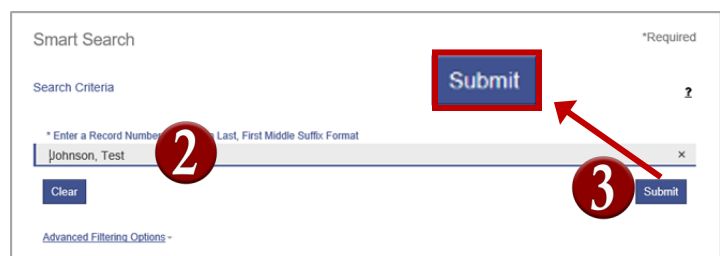 Smart Search
*Required
Submit
Search Criteria
?
* Enter a Record Number Last, First Middle Suffix Format
2
Johnson, Test
×
3
Clear
Submit
Advanced Filtering Options